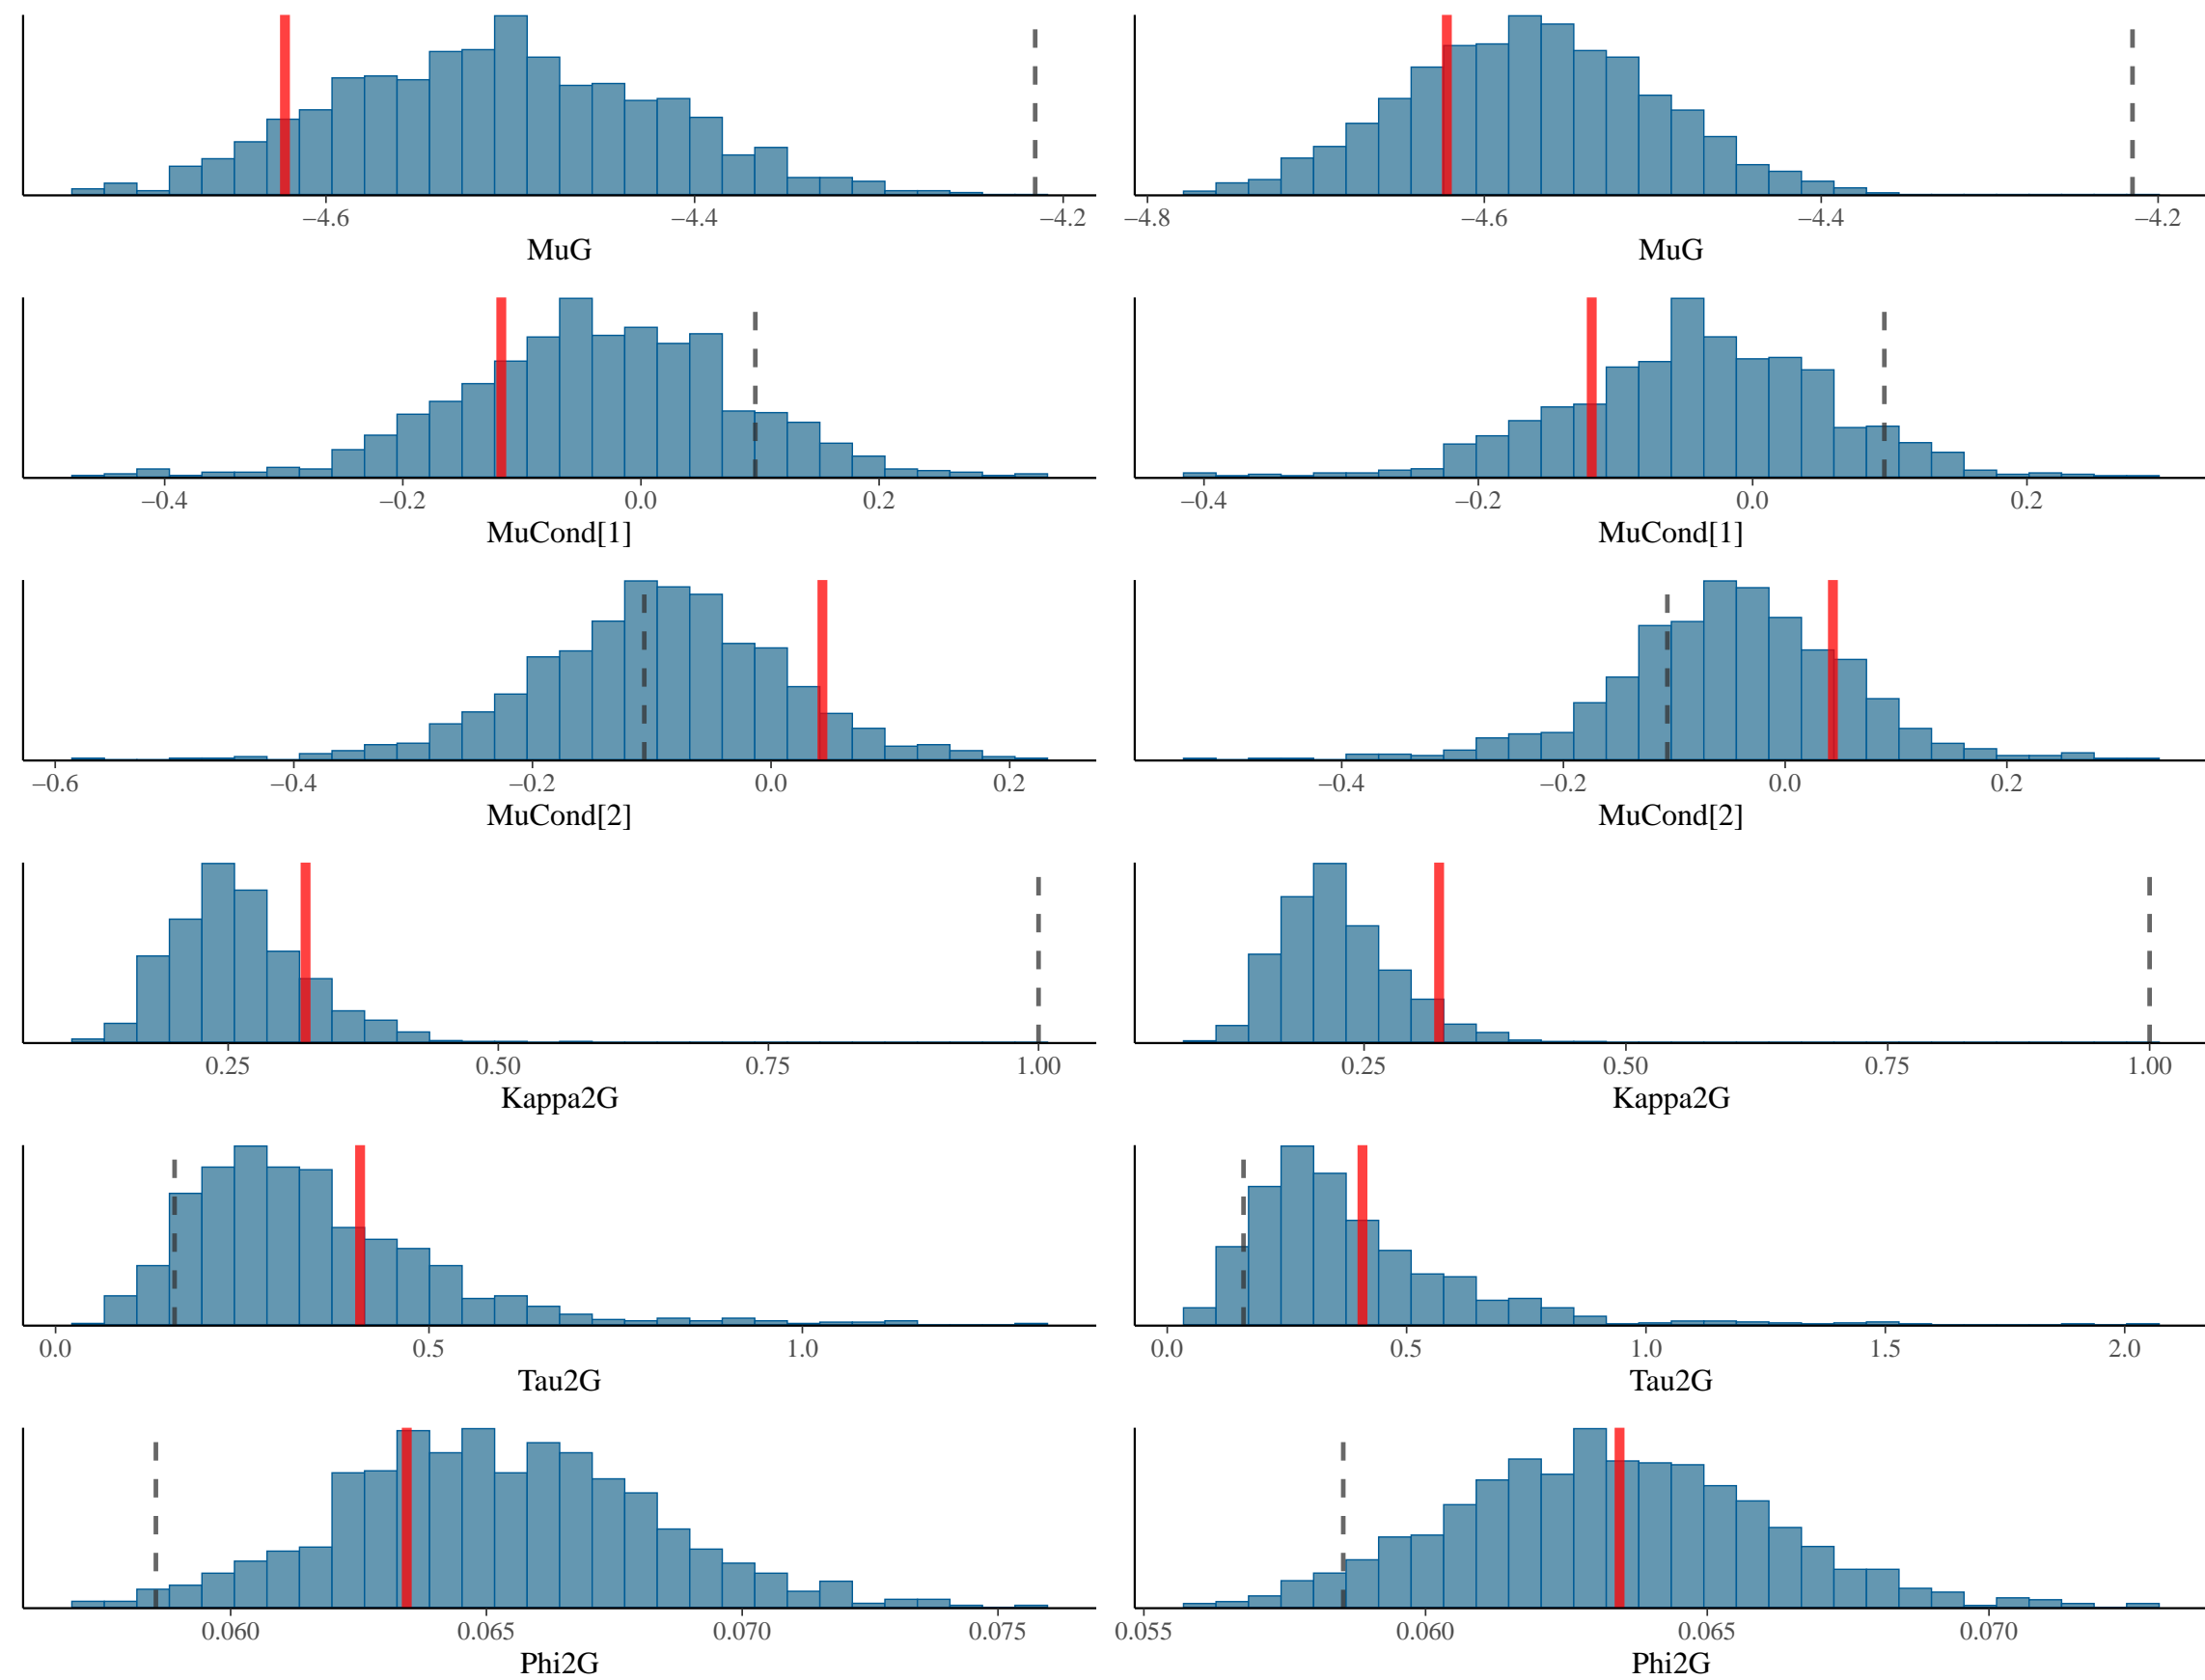 −4.6 −4.4 −4.2
MuG
−4.8 −4.6 −4.4 −4.2
MuG
−0.4 −0.2 0.0 0.2
MuCond[1]
−0.4 −0.2 0.0 0.2
MuCond[1]
−0.6 −0.4 −0.2 0.0 0.2
MuCond[2]
−0.4 −0.2 0.0 0.2
MuCond[2]
0.25 0.50 0.75 1.00
Kappa2G
0.25 0.50 0.75 1.00
Kappa2G
0.0 0.5 1.0
Tau2G
0.0 0.5 1.0 1.5 2.0
Tau2G
0.060 0.065 0.070 0.075
Phi2G
0.055 0.060 0.065 0.070
Phi2G